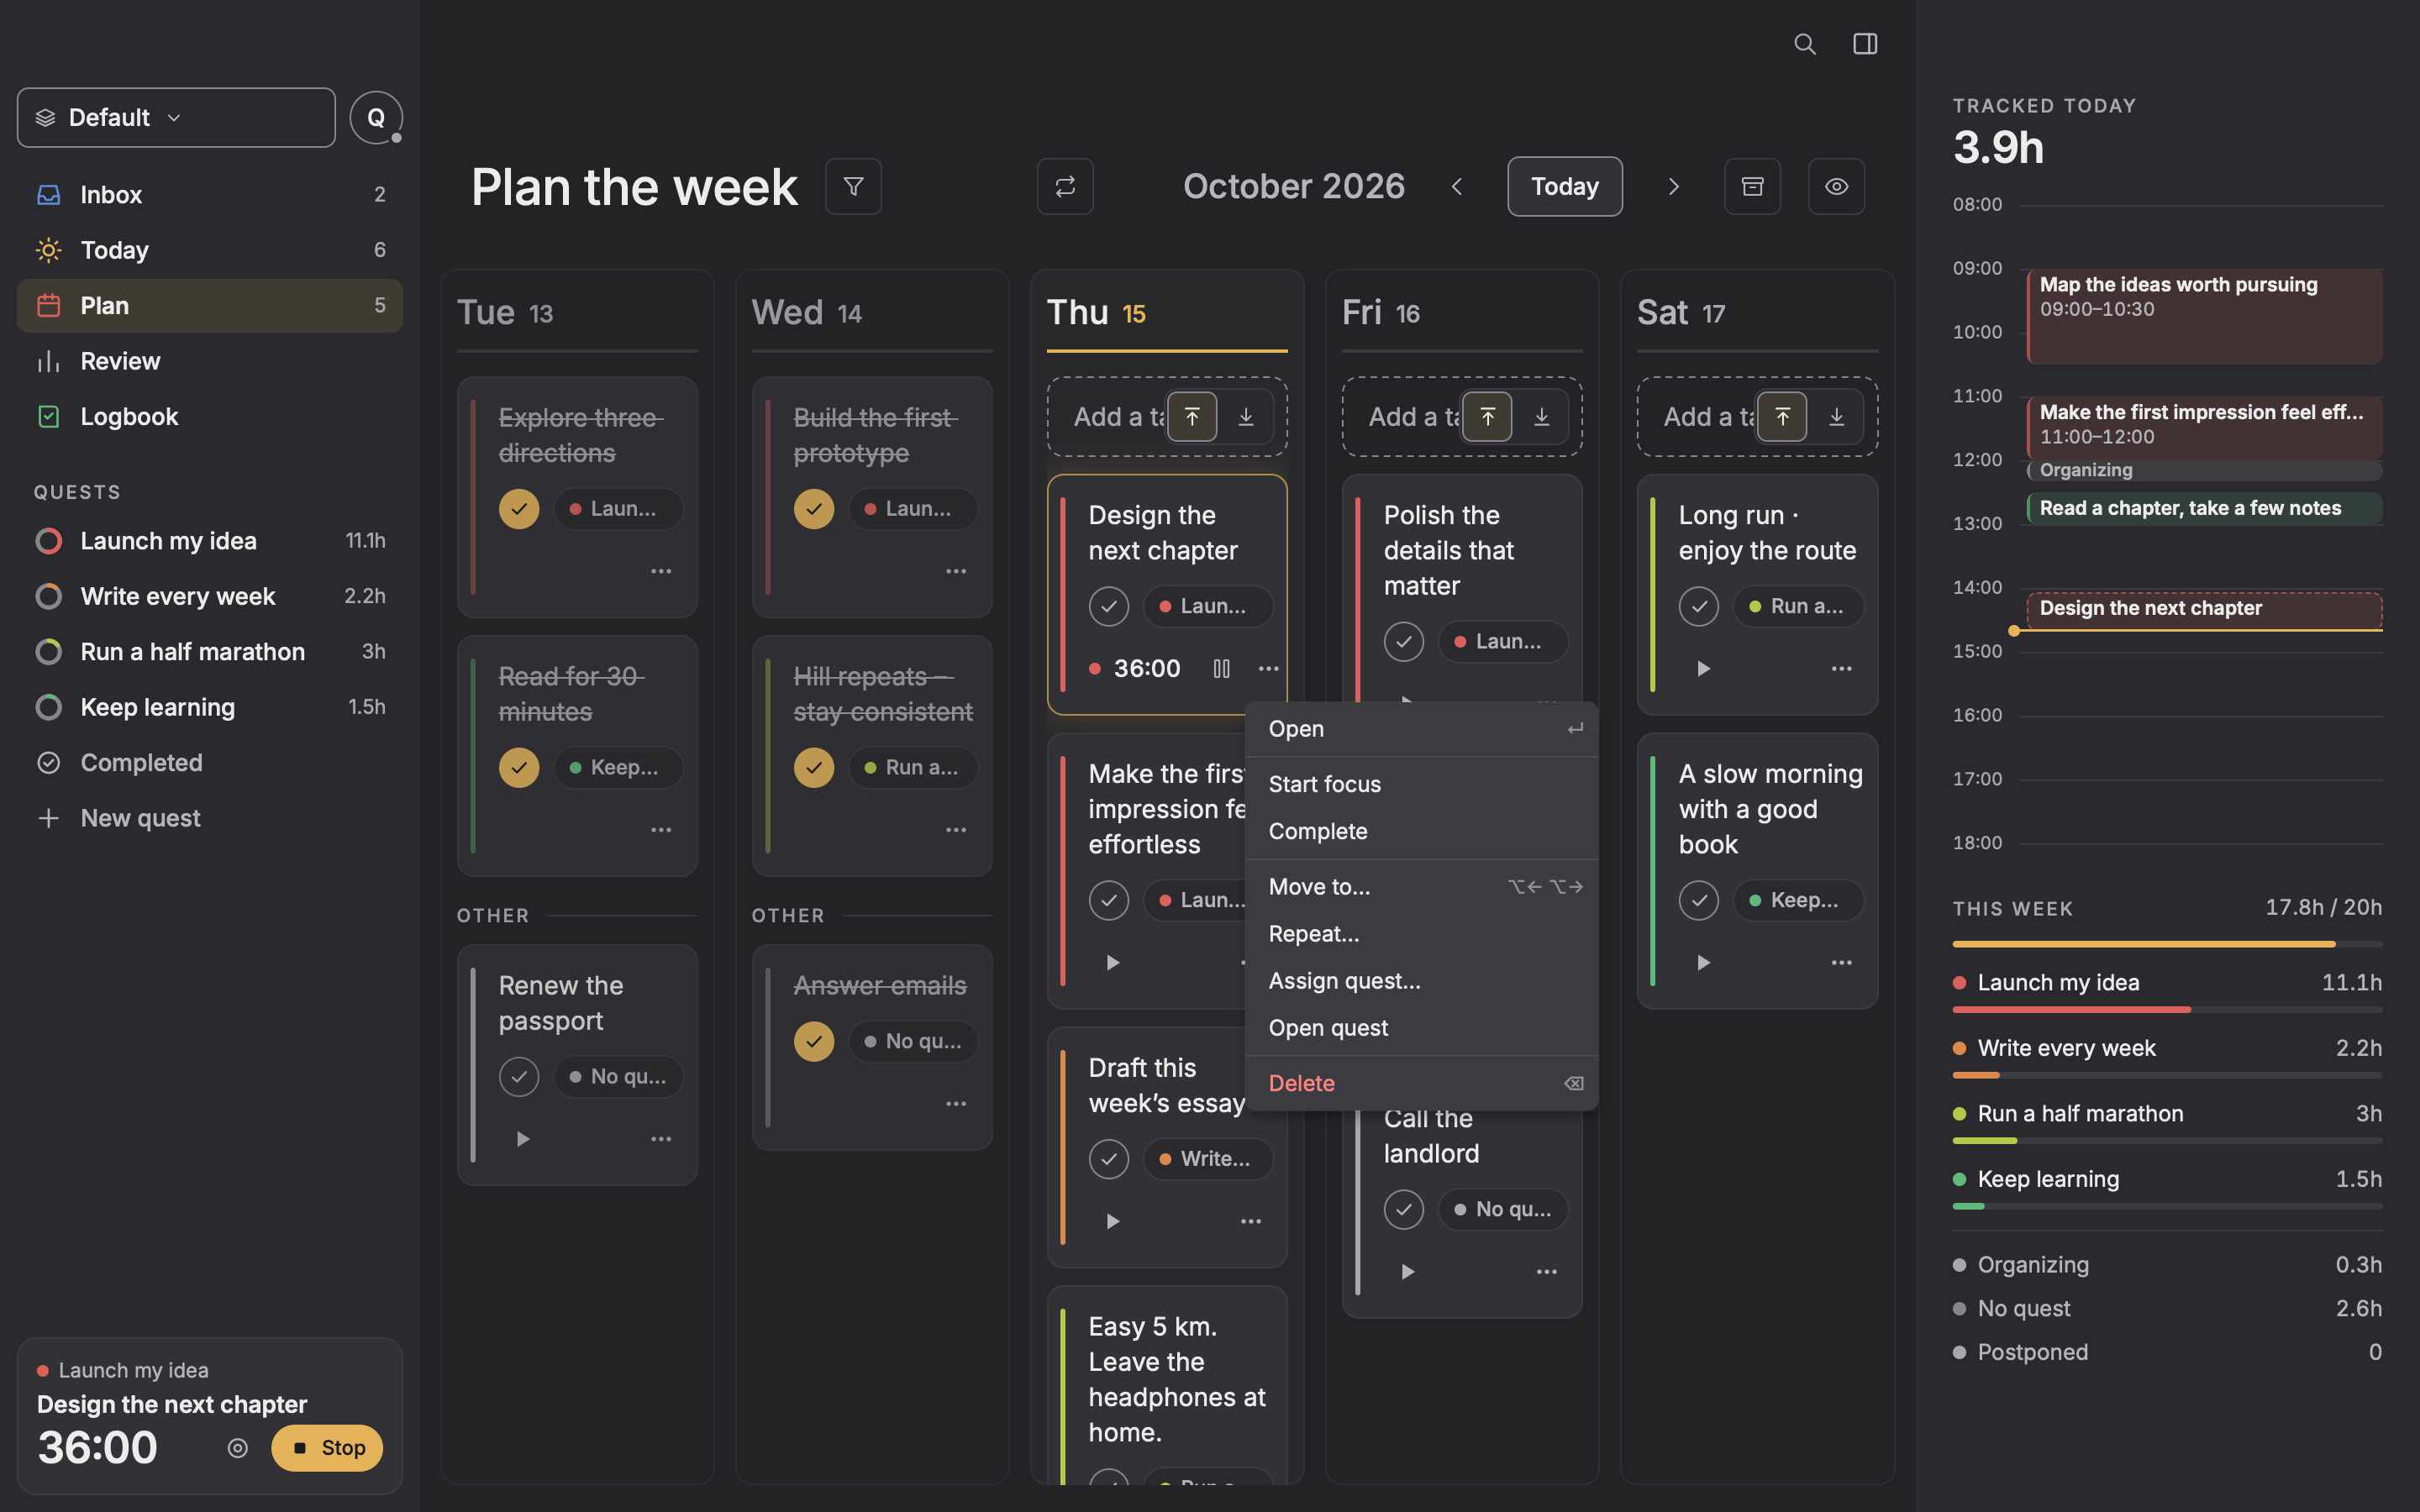 Default
Q
Inbox 2
Today 6
Plan 5
Review
Logbook
QUESTS
Launch my idea 11.1h
Write every week 2.2h
Run a half marathon 3h
Keep learning 1.5h
Completed
New quest
Launch my idea
Design the next chapter
36:00 Stop
Plan the week
October 2026
Today
Tue 13
Explore three
directions
Laun...
Read for 30
minutes
Keep...
OTHER
Renew the
passport
No qu...
Wed 14
Build the first
prototype
Laun...
Hill repeats –
stay consistent
Run a...
OTHER
Answer emails
No qu...
Thu 15
Add a ta
Design the
next chapter
Laun...
36:00
Make the first
impression fe
effortless
Laun...
Draft this
week’s essay
Write...
Easy 5 km.
Leave the
headphones at
home.
Fri 16
Add a ta
Polish the
details that
matter
Laun...
Open
Start focus
Complete
Move to... ⌥← ⌥→
Repeat...
Assign quest...
Open quest
Delete
Call the
landlord
No qu...
Sat 17
Add a ta
Long run ·
enjoy the route
Run a...
A slow morning
with a good
book
Keep...
TRACKED TODAY
3.9h
08:00
09:00
Map the ideas worth pursuing
09:00–10:30
10:00
11:00
Make the first impression feel eff...
11:00–12:00
12:00
Organizing
Read a chapter, take a few notes
13:00
14:00
Design the next chapter
15:00
16:00
17:00
18:00
THIS WEEK 17.8h / 20h
Launch my idea 11.1h
Write every week 2.2h
Run a half marathon 3h
Keep learning 1.5h
Organizing 0.3h
No quest 2.6h
Postponed 0